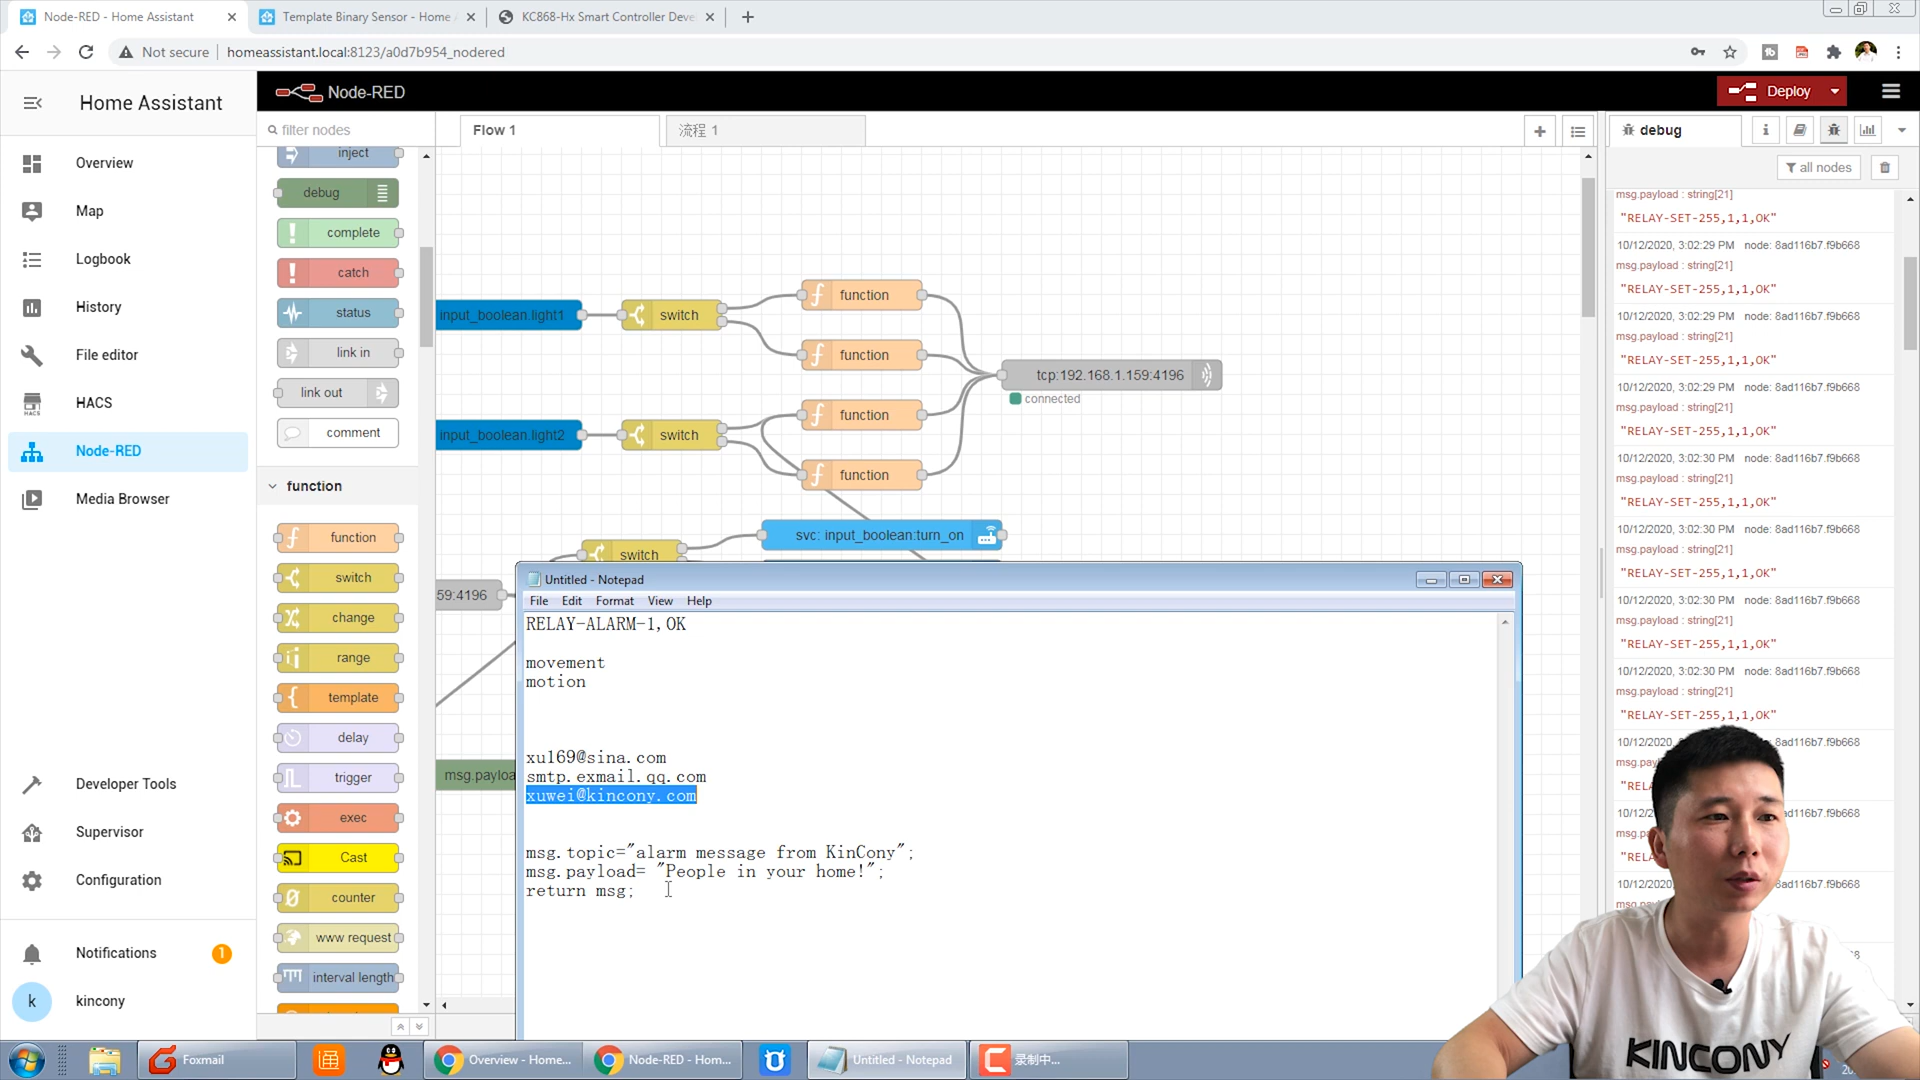 Node-RED - Home Assistant
Template Binary Sensor - Home A
KC868-Hx Smart Controller Deve
Not secure
homeassistant.local:8123/a0d7b954_nodered
Home Assistant
Node-RED
Deploy
filter nodes
Flow 1
流程 1
debug
all nodes
Overview
Map
Logbook
History
File editor
HACS
HACS
Node-RED
Media Browser
Developer Tools
Supervisor
Configuration
Notifications
1
k
kincony
inject
debug
complete
catch
status
link in
link out
comment
function
function
switch
change
range
template
delay
trigger
exec
Cast
counter
www request
interval length
input_boolean.light1
switch
function
function
tcp:192.168.1.159:4196
connected
input_boolean.light2
switch
function
function
switch
svc: input_boolean:turn_on
59:4196
msg.payloa
Untitled - Notepad
File Edit Format View Help
RELAY-ALARM-1,OK
movement
motion
xu169@sina.com
smtp.exmail.qq.com
xuwei@kincony.com
msg.topic="alarm message from KinCony";
msg.payload= "People in your home!";
return msg;
msg.payload : string[21]
"RELAY-SET-255,1,1,OK"
10/12/2020, 3:02:29 PM node: 8ad116b7.f9b668
msg.payload : string[21]
"RELAY-SET-255,1,1,OK"
10/12/2020, 3:02:29 PM node: 8ad116b7.f9b668
msg.payload : string[21]
"RELAY-SET-255,1,1,OK"
10/12/2020, 3:02:29 PM node: 8ad116b7.f9b668
msg.payload : string[21]
"RELAY-SET-255,1,1,OK"
10/12/2020, 3:02:30 PM node: 8ad116b7.f9b668
msg.payload : string[21]
"RELAY-SET-255,1,1,OK"
10/12/2020, 3:02:30 PM node: 8ad116b7.f9b668
msg.payload : string[21]
"RELAY-SET-255,1,1,OK"
10/12/2020, 3:02:30 PM node: 8ad116b7.f9b668
msg.payload : string[21]
"RELAY-SET-255,1,1,OK"
10/12/2020, 3:02:30 PM node: 8ad116b7.f9b668
msg.payload : string[21]
"RELAY-SET-255,1,1,OK"
10/12/2020
"RELA
KINCONY
Foxmail
Overview - Home...
Node-RED - Hom...
Untitled - Notepad
录制中...